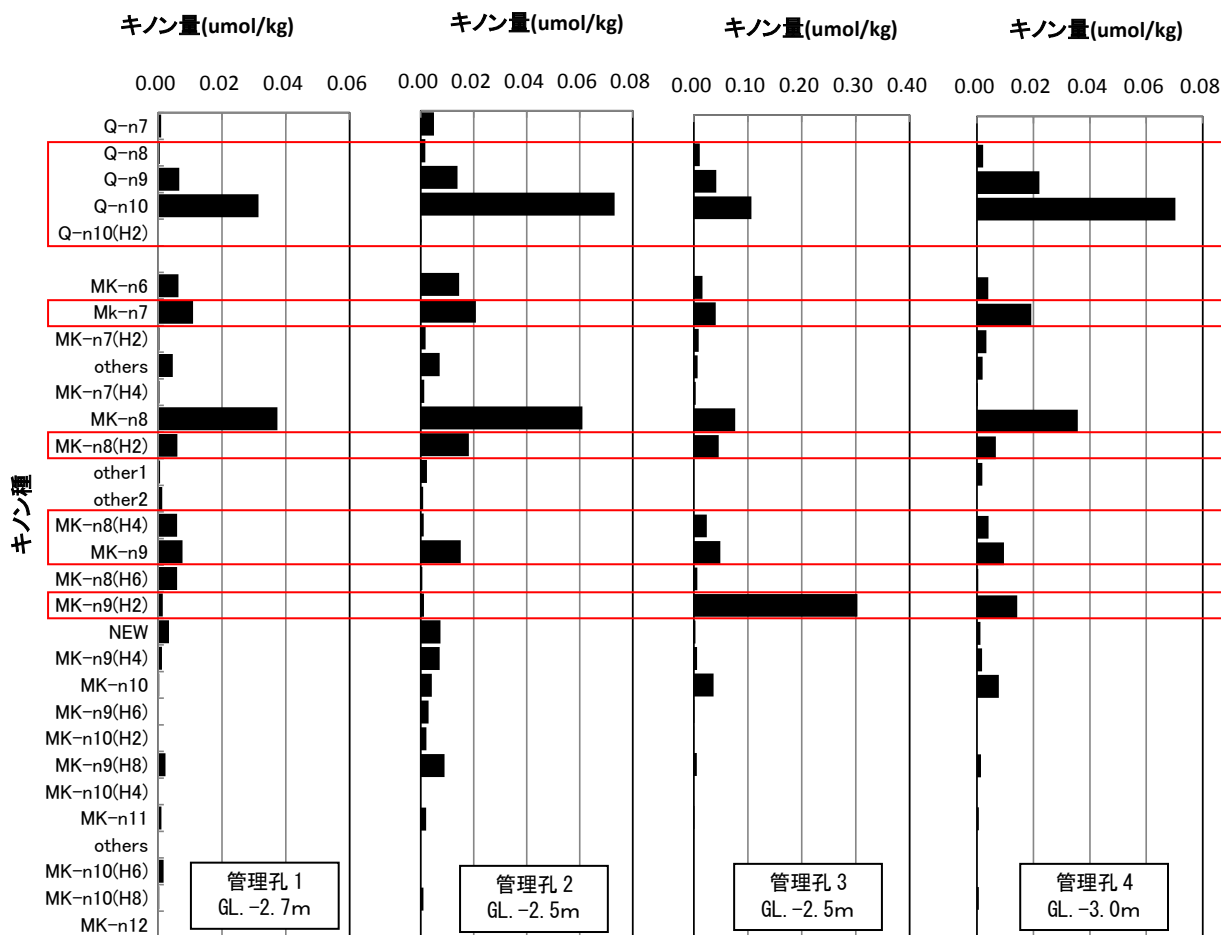 キノン量(umol/kg) キノン量(umol/kg) キノン量(umol/kg) キノン量(umol/kg)
0.00 0.02 0.04 0.06 0.00 0.02 0.04 0.06 0.08 0.00 0.10 0.20 0.30 0.40 0.00 0.02 0.04 0.06 0.08
キノン種
Q-n7
Q-n8
Q-n9
Q-n10
Q-n10(H2)
MK-n6
Mk-n7
MK-n7(H2)
others
MK-n7(H4)
MK-n8
MK-n8(H2)
other1
other2
MK-n8(H4)
MK-n9
MK-n8(H6)
MK-n9(H2)
NEW
MK-n9(H4)
MK-n10
MK-n9(H6)
MK-n10(H2)
MK-n9(H8)
MK-n10(H4)
MK-n11
others
MK-n10(H6)
MK-n10(H8)
MK-n12
管理孔1
GL.-2.7m
管理孔2
GL.-2.5m
管理孔3
GL.-2.5m
管理孔4
GL.-3.0m